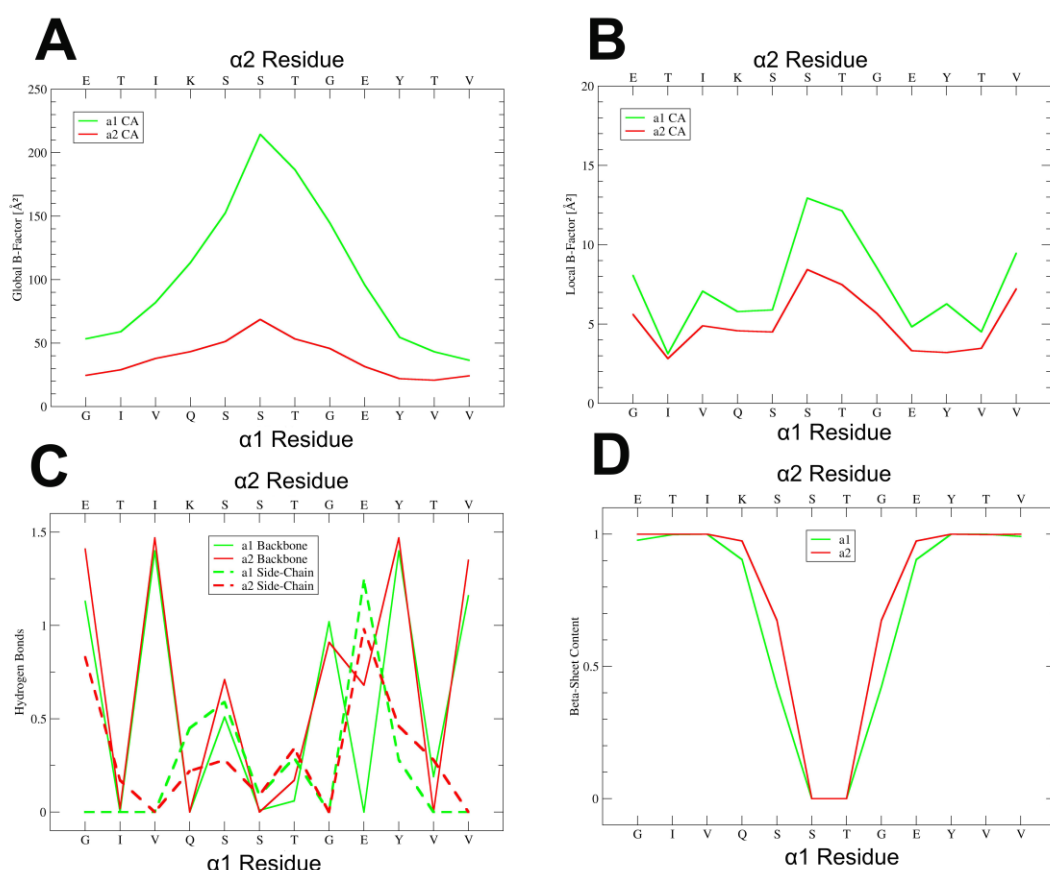 A
α2 Residue
E T I K S S T G E Y T V
250
200
150
100
50
0
Global B-Factor [Å²]
a1 CA
a2 CA
G I V Q S S T G E Y V V
α1 Residue
B
α2 Residue
E T I K S S T G E Y T V
20
15
10
5
0
Local B-Factor [Å²]
a1 CA
a2 CA
G I V Q S S T G E Y V V
α1 Residue
C
α2 Residue
E T I K S S T G E Y T V
1.5
1
0.5
0
Hydrogen Bonds
a1 Backbone
a2 Backbone
a1 Side-Chain
a2 Side-Chain
G I V Q S S T G E Y V V
α1 Residue
D
α2 Residue
E T I K S S T G E Y T V
1
0.5
0
Beta-Sheet Content
a1
a2
G I V Q S S T G E Y V V
α1 Residue